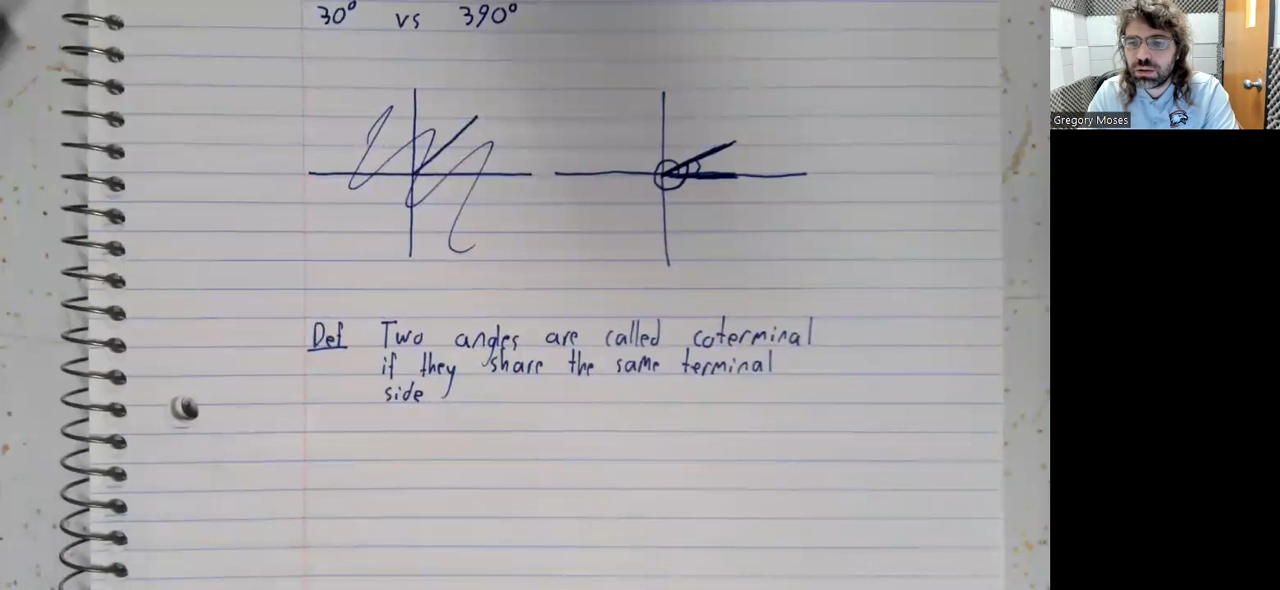 30° vs 390°
Def Two angles are called coterminal
if they share the same terminal
side
Gregory Moses